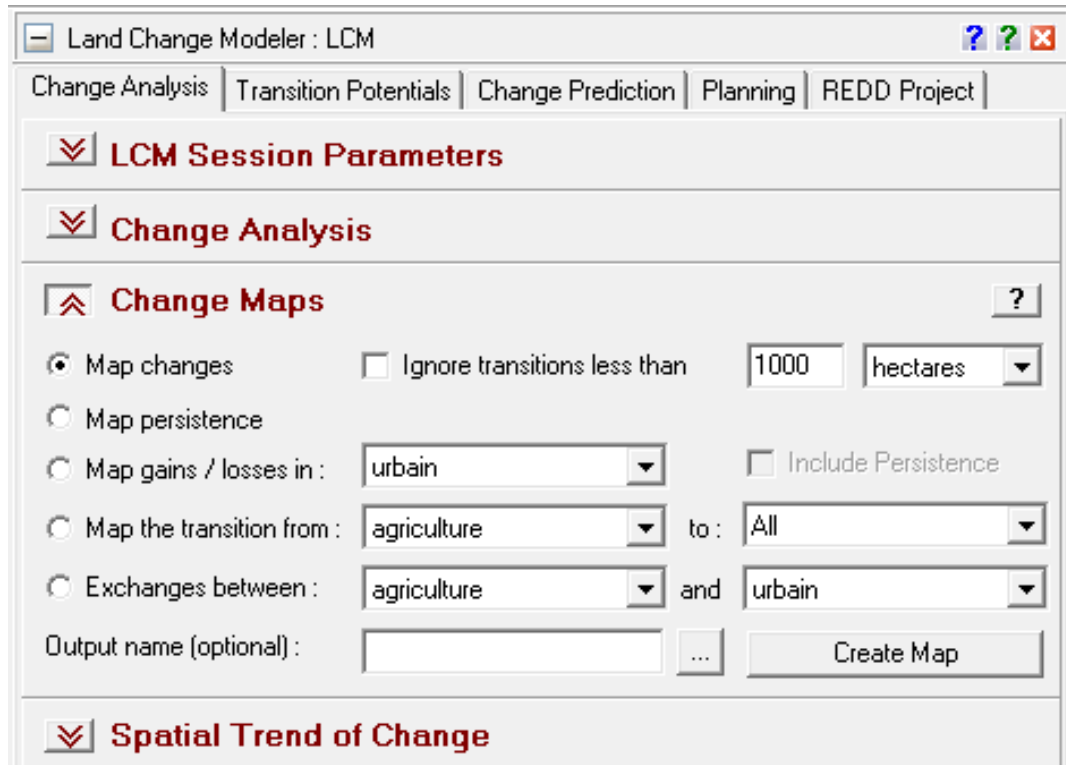 Land Change Modeler : LCM ? ?
Change Analysis Transition Potentials Change Prediction Planning REDD Project
LCM Session Parameters
Change Analysis
Change Maps ?
Map changes Ignore transitions less than 1000 hectares
Map persistence
Map gains / losses in : urbain Include Persistence
Map the transition from : agriculture to : All
Exchanges between : agriculture and urbain
Output name (optional) : ... Create Map
Spatial Trend of Change